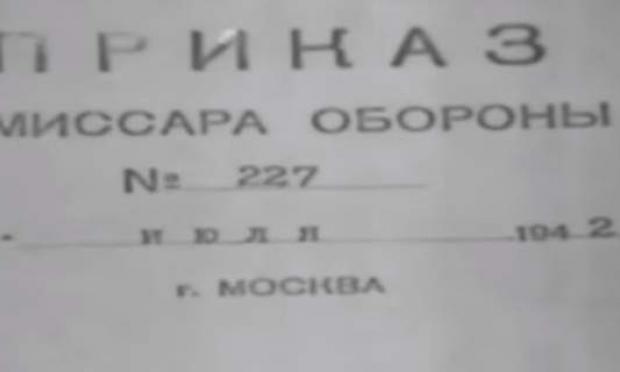 ПРИКАЗ
МИССАРА ОБОРОНЫ
№ 227
- июля 1942
г. МОСКВА